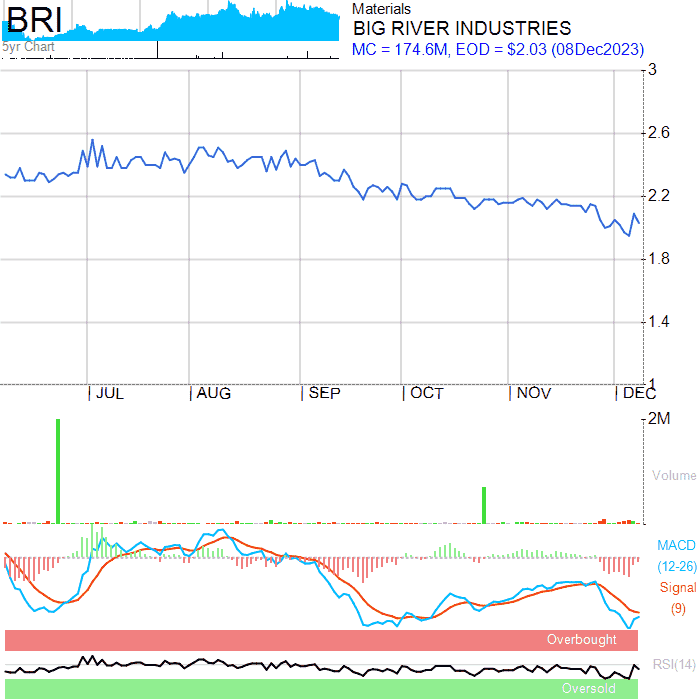 BRI
5yr Chart
Materials
BIG RIVER INDUSTRIES
MC = 174.6M, EOD = $2.03 (08Dec2023)
3
2.6
2.2
1.8
1.4
1
JUL AUG SEP OCT NOV DEC
2M
Volume
MACD
(12-26)
Signal
(9)
Overbought
RSI(14)
Oversold